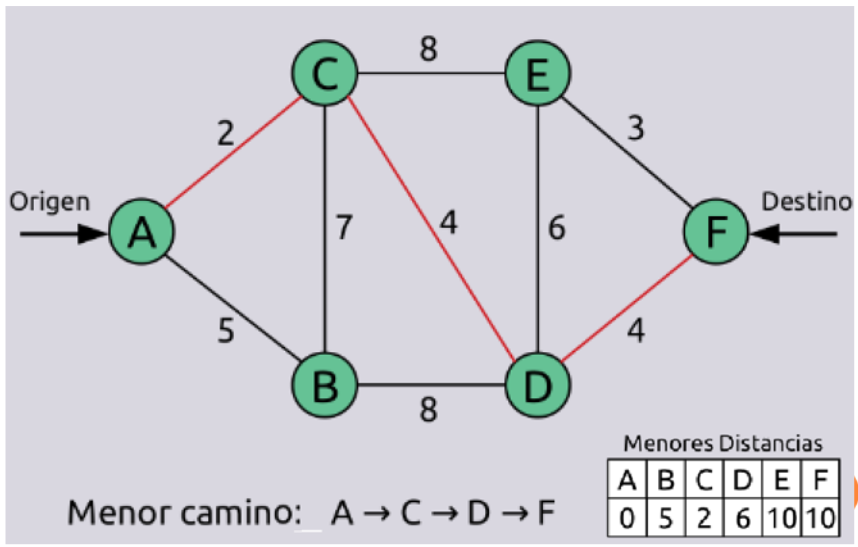 8
C
E
2
3
Origen
Destino
A
7
4
6
F
5
4
B
D
8
Menores Distancias
A B C D E F
0 5 2 6 10 10
Menor camino: A → C → D → F